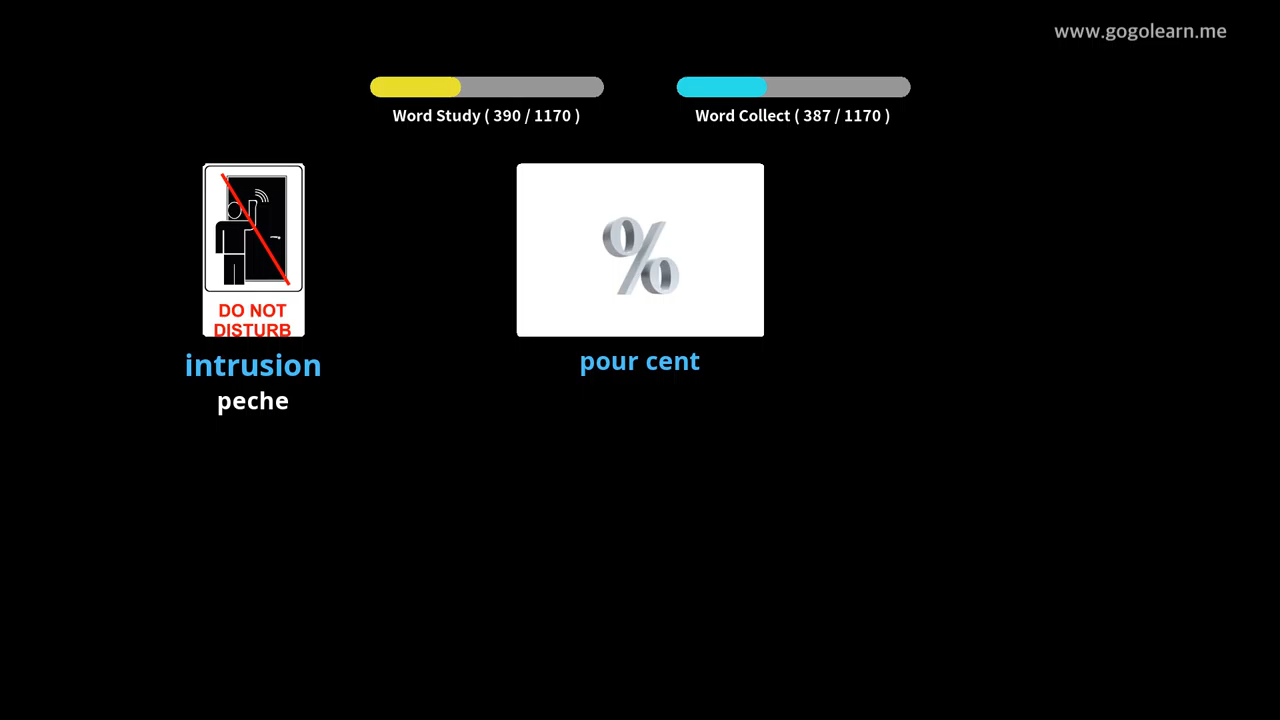 www.gogolearn.me
Word Study ( 390 / 1170 )
Word Collect ( 387 / 1170 )
DO NOT
DISTURB
%
intrusion
pour cent
peche